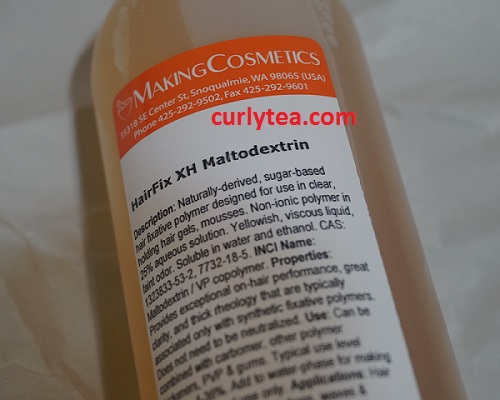 MAKINGCOSMETICS
35318 SE Center St, Snoqualmie, WA 98065 (USA)
Phone 425-292-9502, Fax 425-292-9601
curlytea.com
HairFix XH Maltodextrin
Description: Naturally-derived, sugar-based
hair fixative polymer designed for use in clear,
holding hair gels, mousses. Non-ionic polymer in
25% aqueous solution. Yellowish, viscous liquid,
faint odor. Soluble in water and ethanol. CAS:
1323833-53-2, 7732-18-5. INCI Name:
Maltodextrin / VP copolymer. Properties:
Provides exceptional on-hair performance, great
clarity, and thick rheology that are typically
associated only with synthetic fixative polymers.
Does not need to be neutralized. Use: Can be
combined with carbomer, other polymer
PVP & gums. Typical use level
Add to water phase for making
use only. Applications: Hair